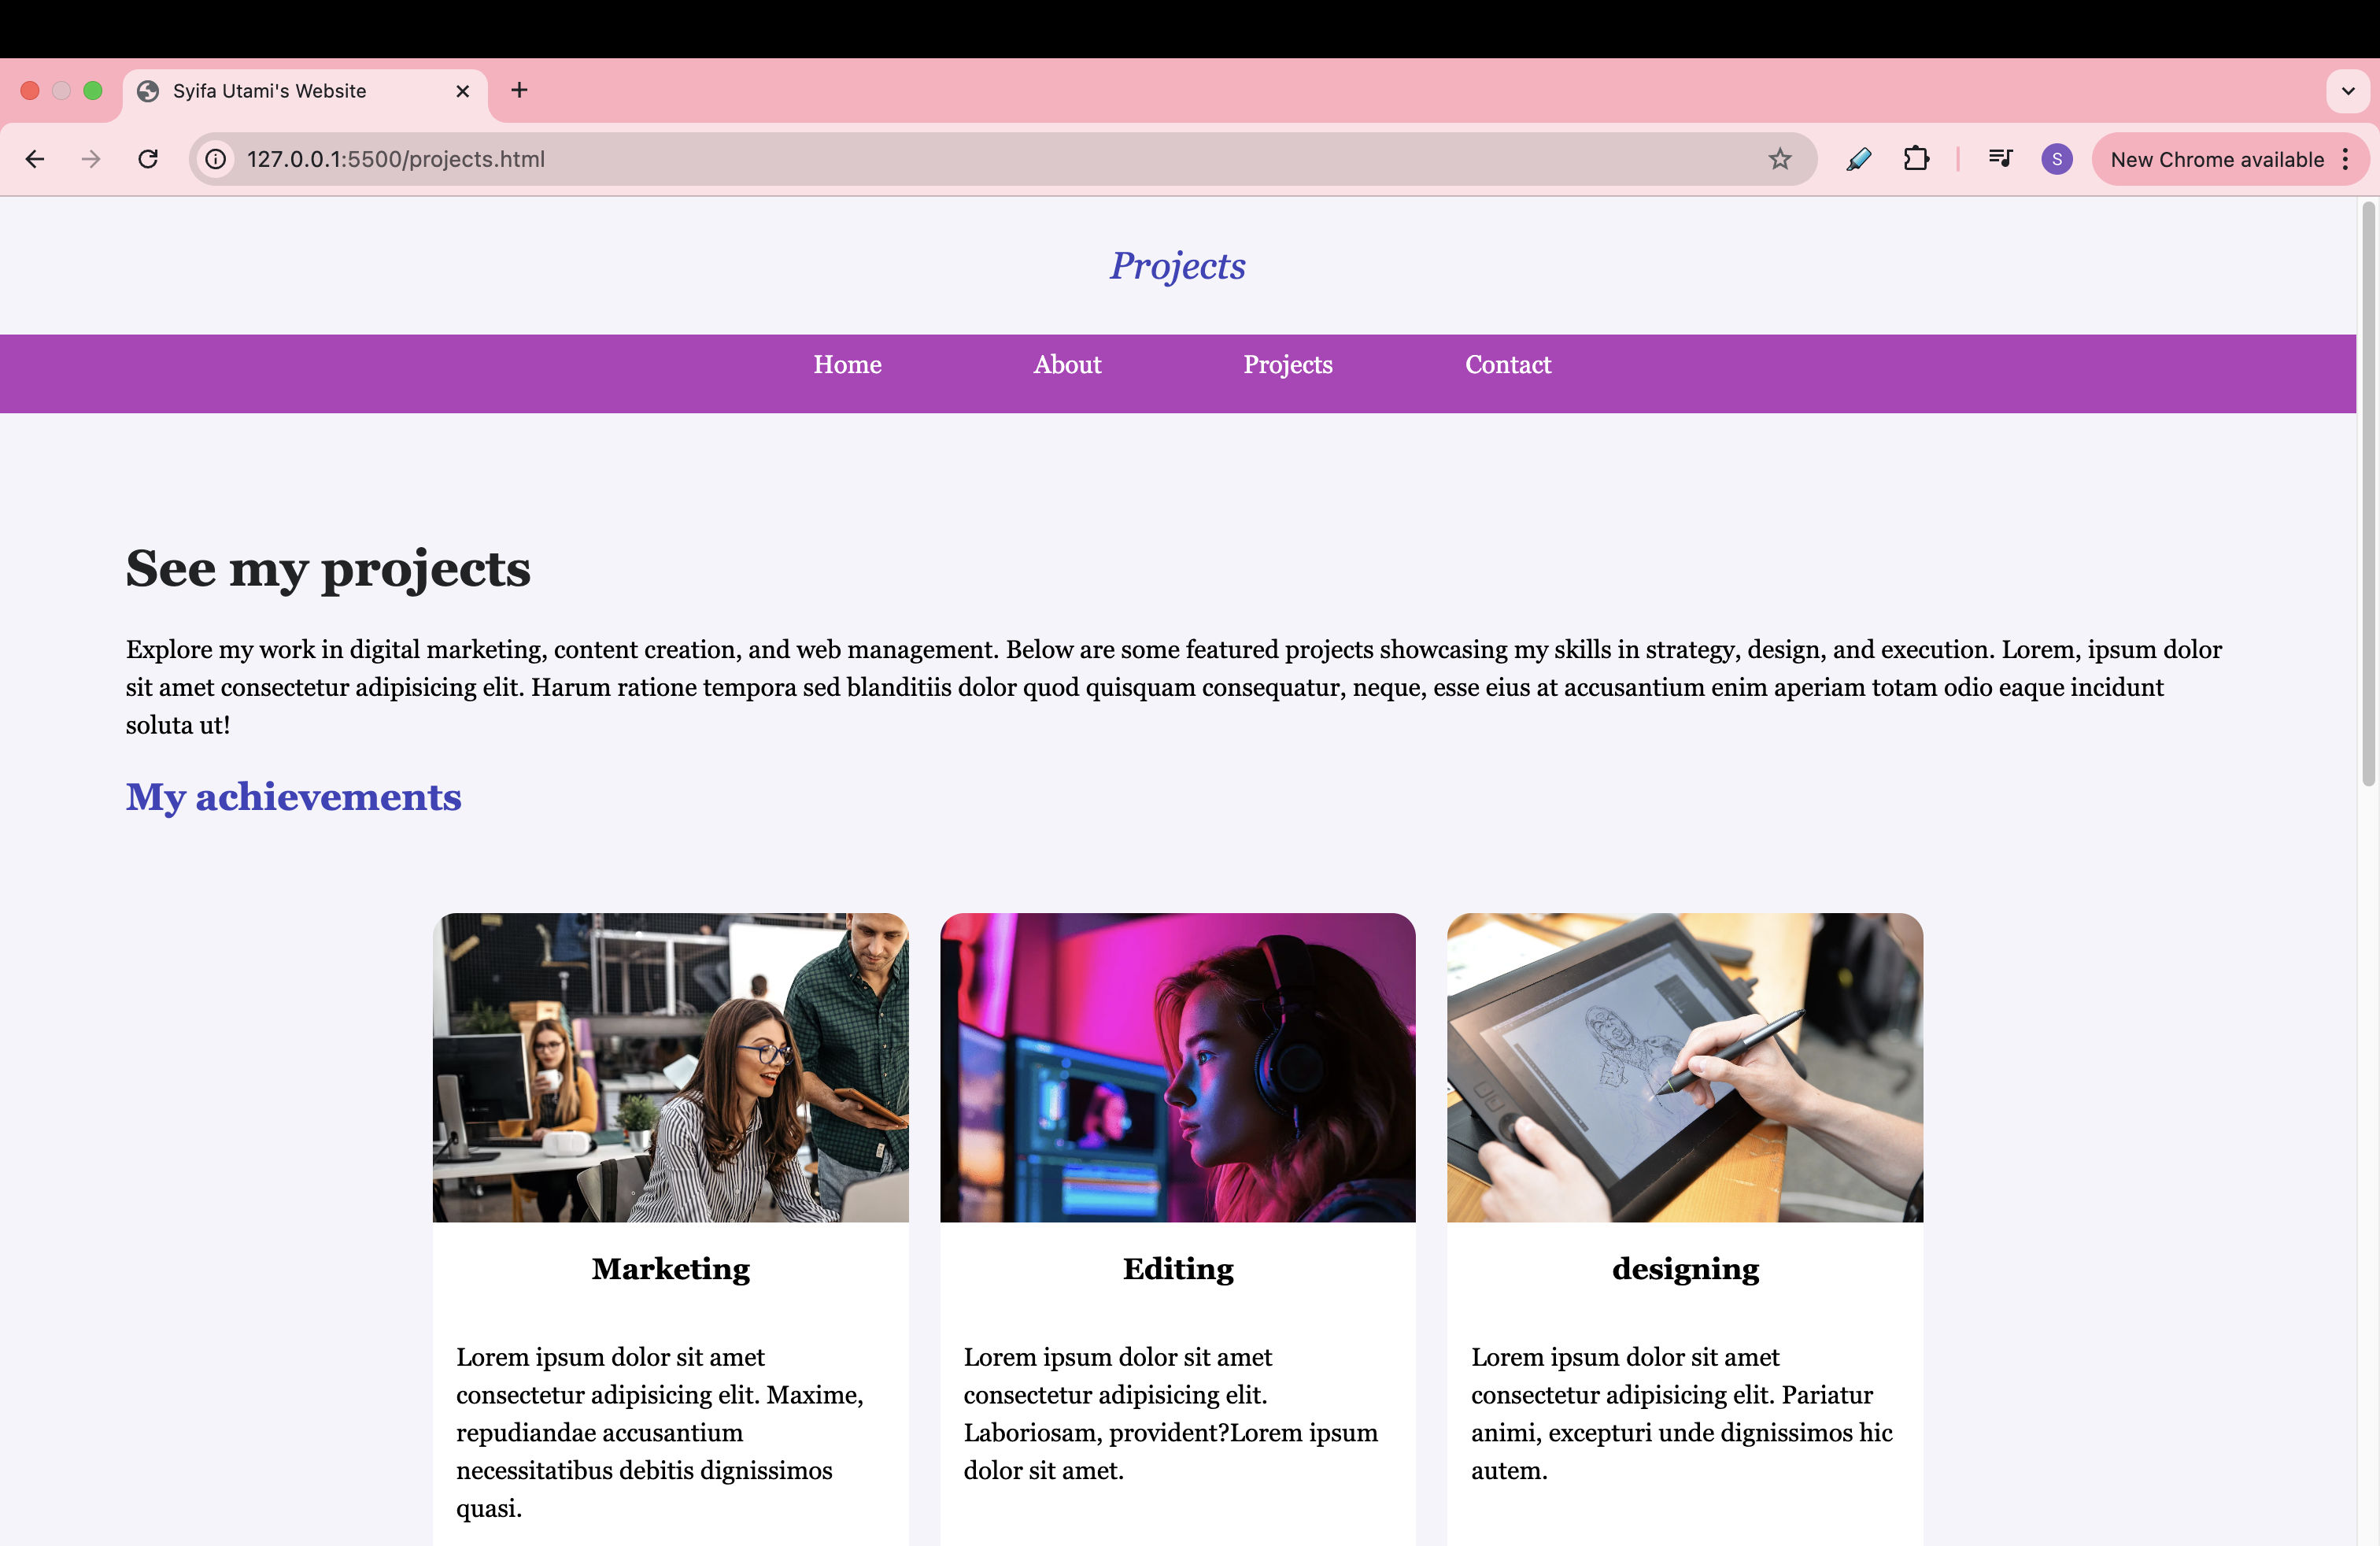 Syifa Utami's Website
127.0.0.1:5500/projects.html
S
New Chrome available
Projects
Home About Projects Contact
See my projects
Explore my work in digital marketing, content creation, and web management. Below are some featured projects showcasing my skills in strategy, design, and execution. Lorem, ipsum dolor
sit amet consectetur adipisicing elit. Harum ratione tempora sed blanditiis dolor quod quisquam consequatur, neque, esse eius at accusantium enim aperiam totam odio eaque incidunt
soluta ut!
My achievements
Marketing
Lorem ipsum dolor sit amet
consectetur adipisicing elit. Maxime,
repudiandae accusantium
necessitatibus debitis dignissimos
quasi.
Editing
Lorem ipsum dolor sit amet
consectetur adipisicing elit.
Laboriosam, provident?Lorem ipsum
dolor sit amet.
designing
Lorem ipsum dolor sit amet
consectetur adipisicing elit. Pariatur
animi, excepturi unde dignissimos hic
autem.